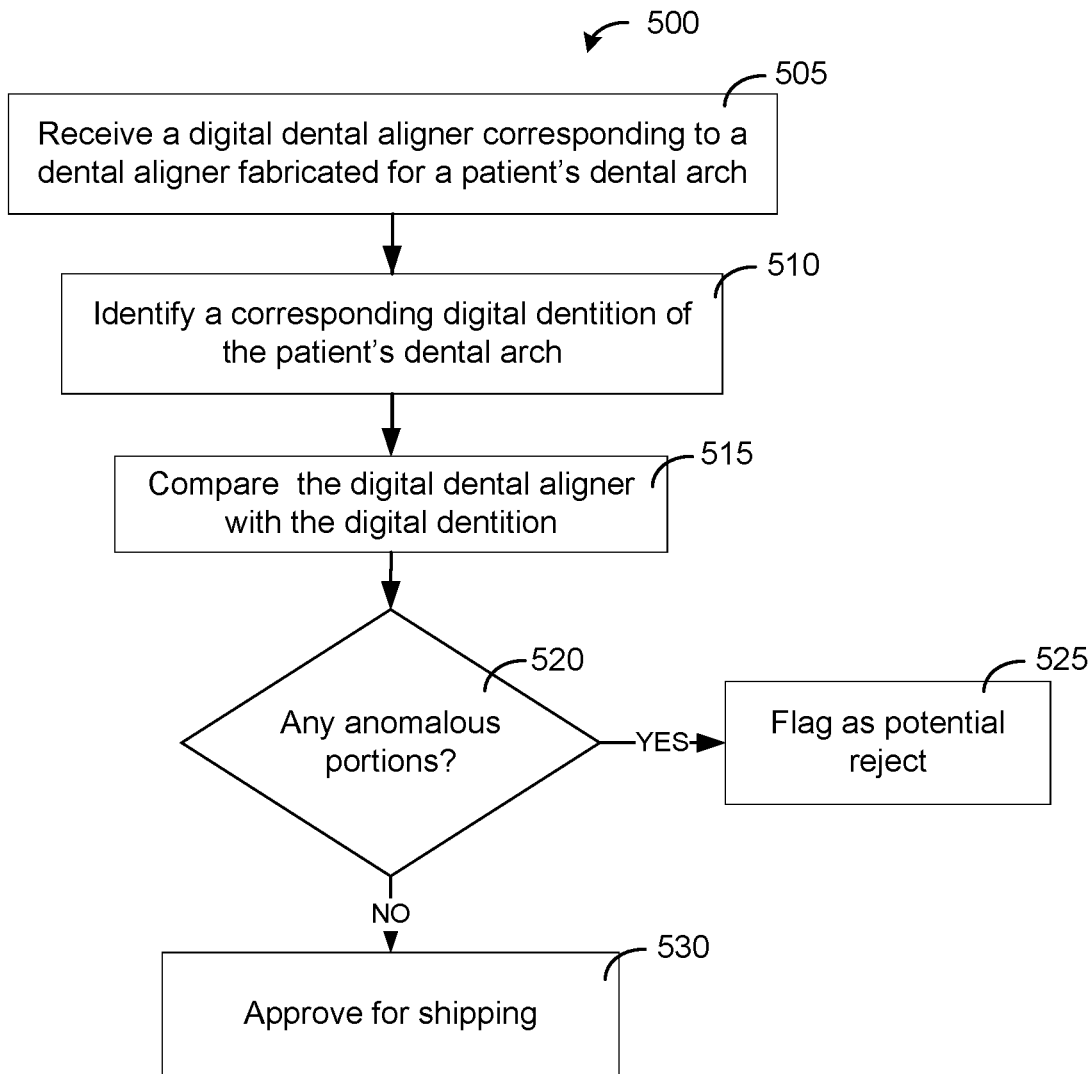 500
505
Receive a digital dental aligner corresponding to a
dental aligner fabricated for a patient's dental arch
510
Identify a corresponding digital dentition of
the patient's dental arch
515
Compare the digital dental aligner
with the digital dentition
520
Any anomalous
portions?
YES
525
Flag as potential
reject
NO
530
Approve for shipping